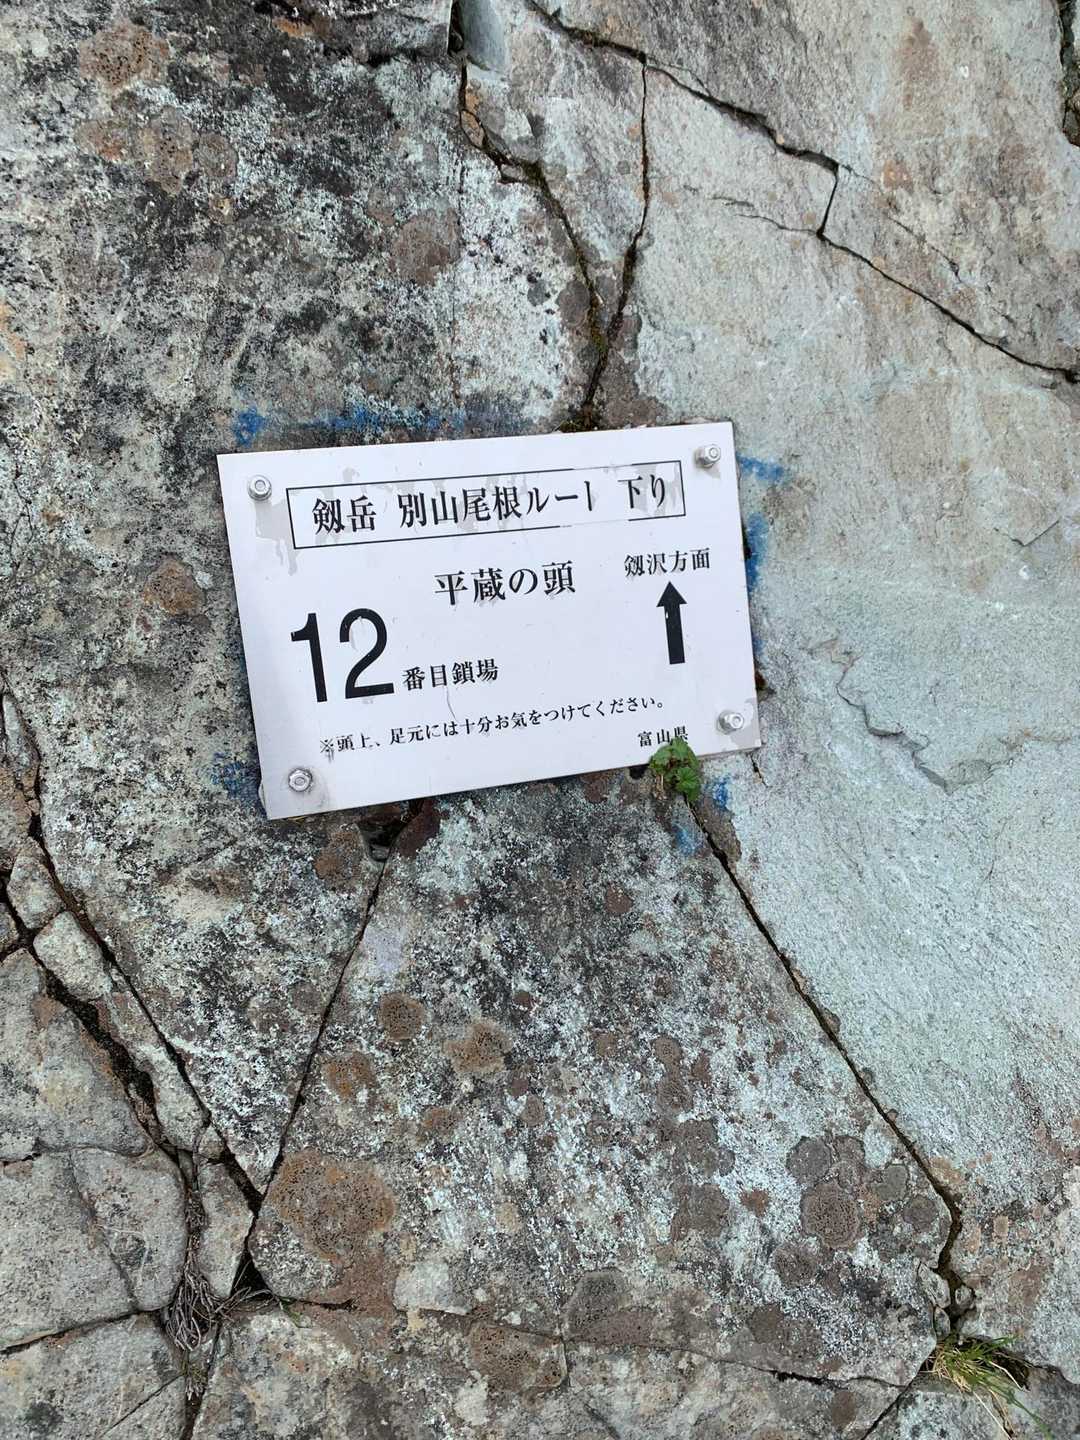 剱岳 別山尾根ルート 下り
平蔵の頭
剱沢方面
12番目鎖場
※頭上、足元には十分お気をつけてください。
富山県